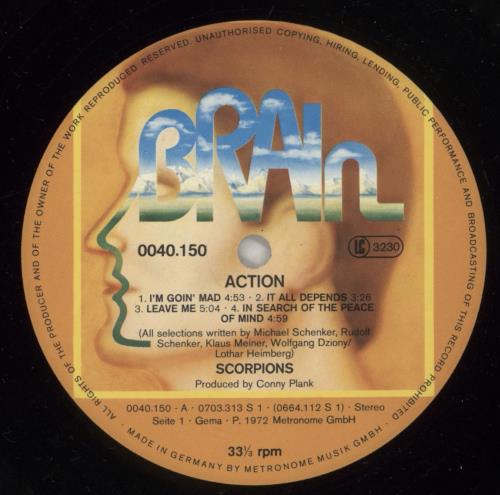 ALL RIGHTS OF THE PRODUCER AND OF THE OWNER OF THE WORK REPRODUCED RESERVED. UNAUTHORISED COPYING, HIRING, LENDING, PUBLIC PERFORMANCE AND BROADCASTING OF THIS RECORD PROHIBITED ·
BRAIn
0040.150
LC 3230
ACTION
1. I'M GOIN' MAD 4:53 · 2. IT ALL DEPENDS 3:26
3. LEAVE ME 5:04 · 4. IN SEARCH OF THE PEACE
OF MIND 4:59
(All selections written by Michael Schenker, Rudolf
Schenker, Klaus Meiner, Wolfgang Dziony/
Lothar Heimberg)
SCORPIONS
Produced by Conny Plank
0040.150 - A · 0703.313 S 1 · (0664.112 S 1) · Stereo
Seite 1 · Gema · P. 1972 Metronome GmbH
33⅓ rpm
· MADE IN GERMANY BY METRONOME MUSIK GMBH ·